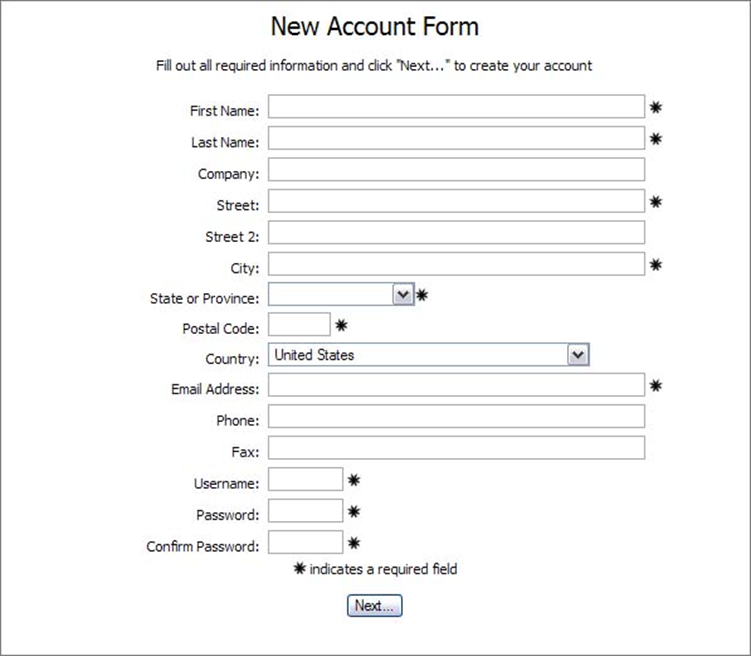 New Account Form
Fill out all required information and click "Next..." to create your account
First Name: ✷
Last Name: ✷
Company:
Street: ✷
Street 2:
City: ✷
State or Province: ✷
Postal Code: ✷
Country: United States
Email Address: ✷
Phone:
Fax:
Username: ✷
Password: ✷
Confirm Password: ✷
✷ indicates a required field
Next...